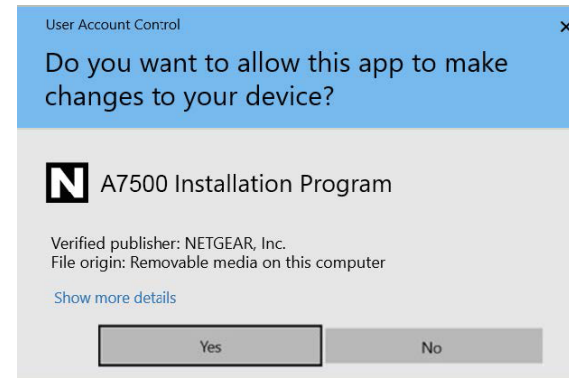 User Account Control
×
Do you want to allow this app to make
changes to your device?
N A7500 Installation Program
Verified publisher: NETGEAR, Inc.
File origin: Removable media on this computer
Show more details
Yes
No